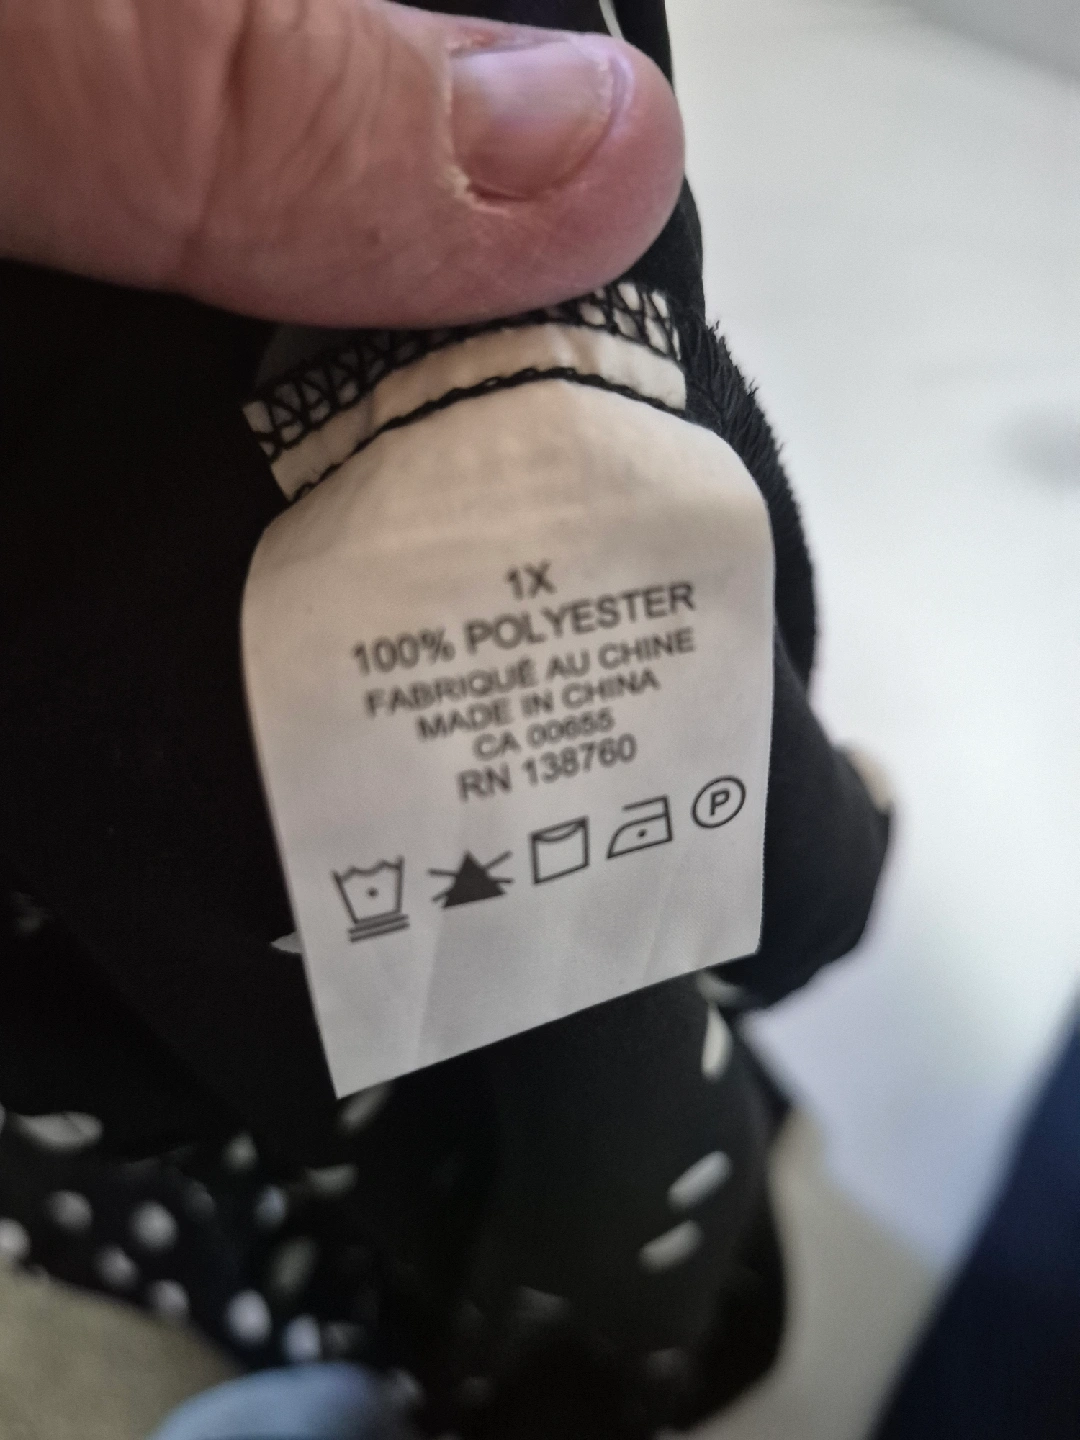 1X
100% POLYESTER
FABRIQUÉ AU CHINE
MADE IN CHINA
CA 00655
RN 138760
P